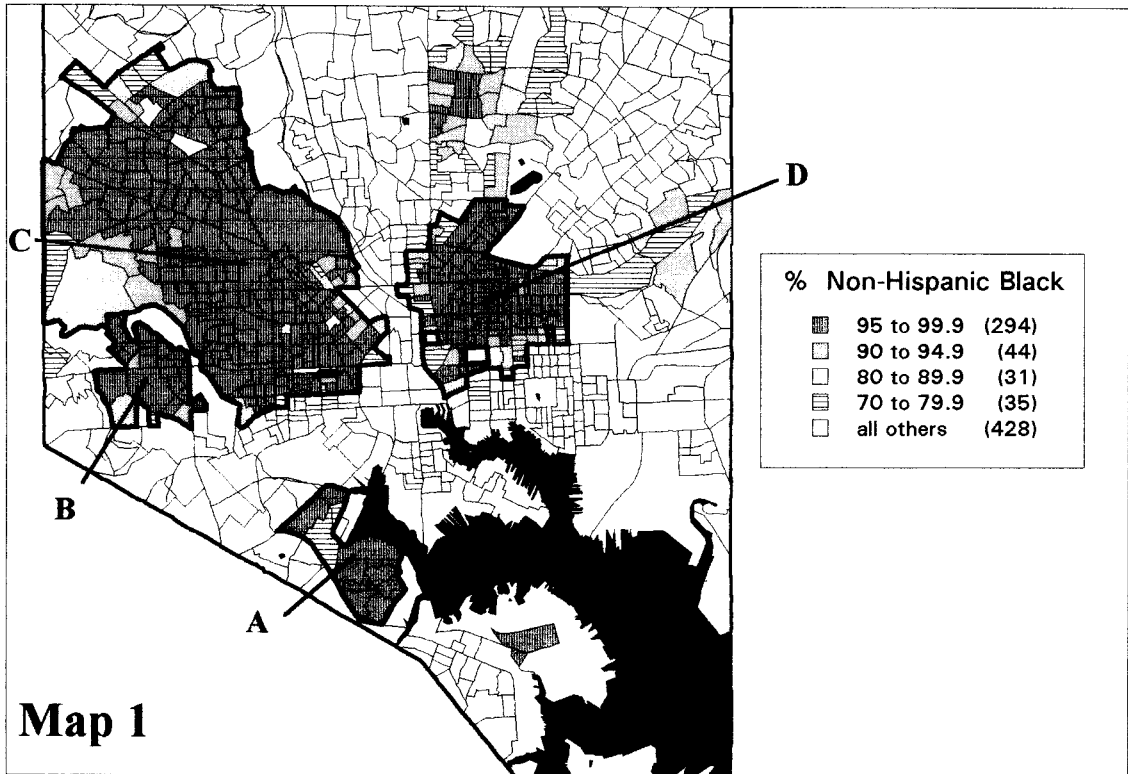 D
C
% Non-Hispanic Black
95 to 99.9 (294)
90 to 94.9 (44)
80 to 89.9 (31)
70 to 79.9 (35)
all others (428)
B
A
Map 1